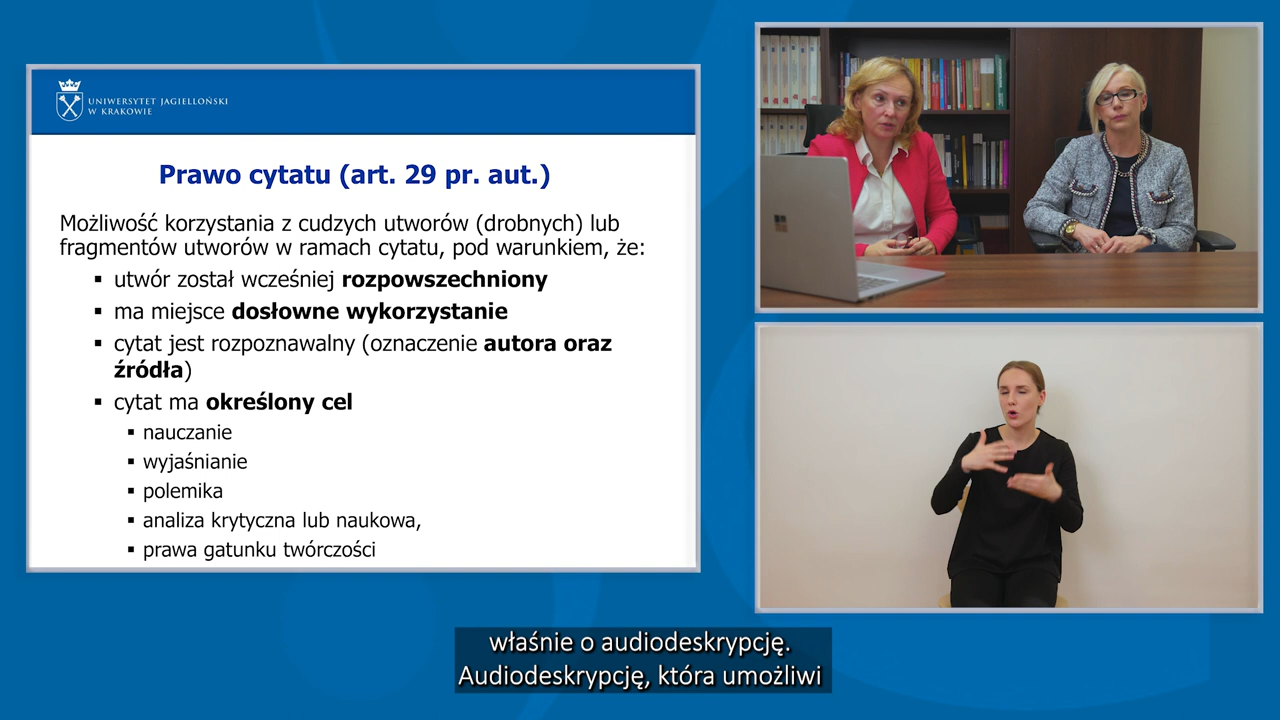 UNIWERSYTET JAGIELLOŃSKI
W KRAKOWIE
Prawo cytatu (art. 29 pr. aut.)
Możliwość korzystania z cudzych utworów (drobnych) lub
fragmentów utworów w ramach cytatu, pod warunkiem, że:
▪ utwór został wcześniej rozpowszechniony
▪ ma miejsce dosłowne wykorzystanie
▪ cytat jest rozpoznawalny (oznaczenie autora oraz
źródła)
▪ cytat ma określony cel
▪ nauczanie
▪ wyjaśnianie
▪ polemika
▪ analiza krytyczna lub naukowa,
▪ prawa gatunku twórczości
właśnie o audiodeskrypcję.
Audiodeskrypcję, która umożliwi